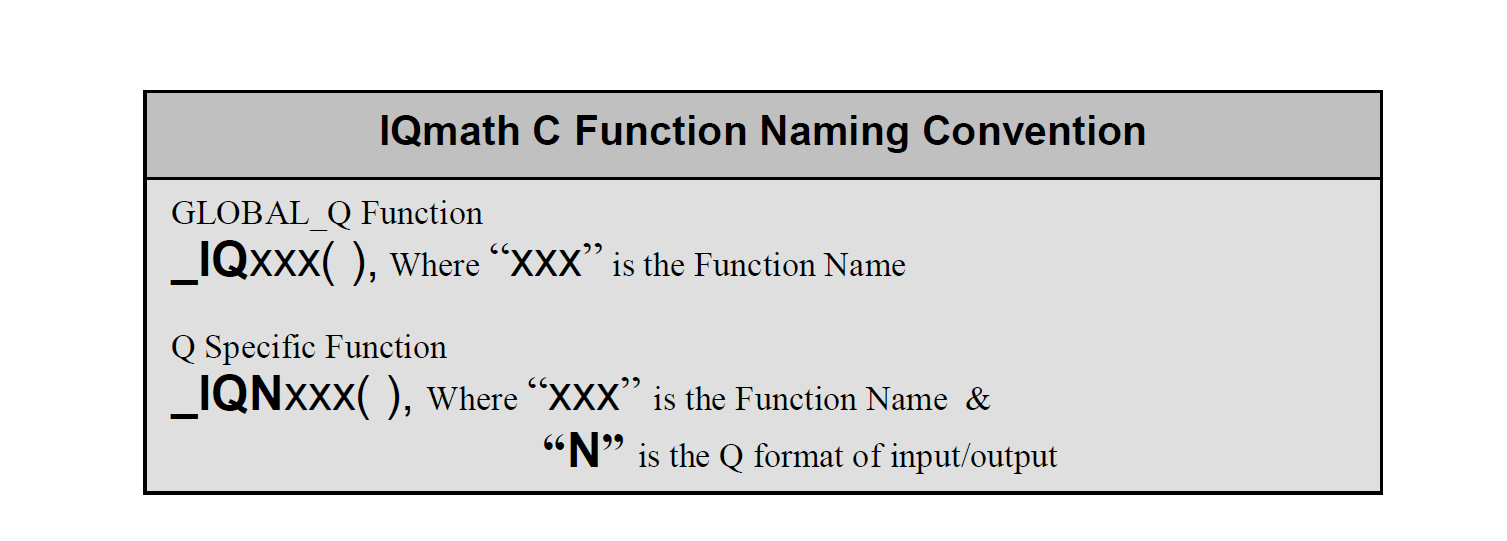 IQmath C Function Naming Convention
GLOBAL_Q Function
_IQxxx( ), Where “xxx” is the Function Name
Q Specific Function
_IQNxxx( ), Where “xxx” is the Function Name &
“N” is the Q format of input/output